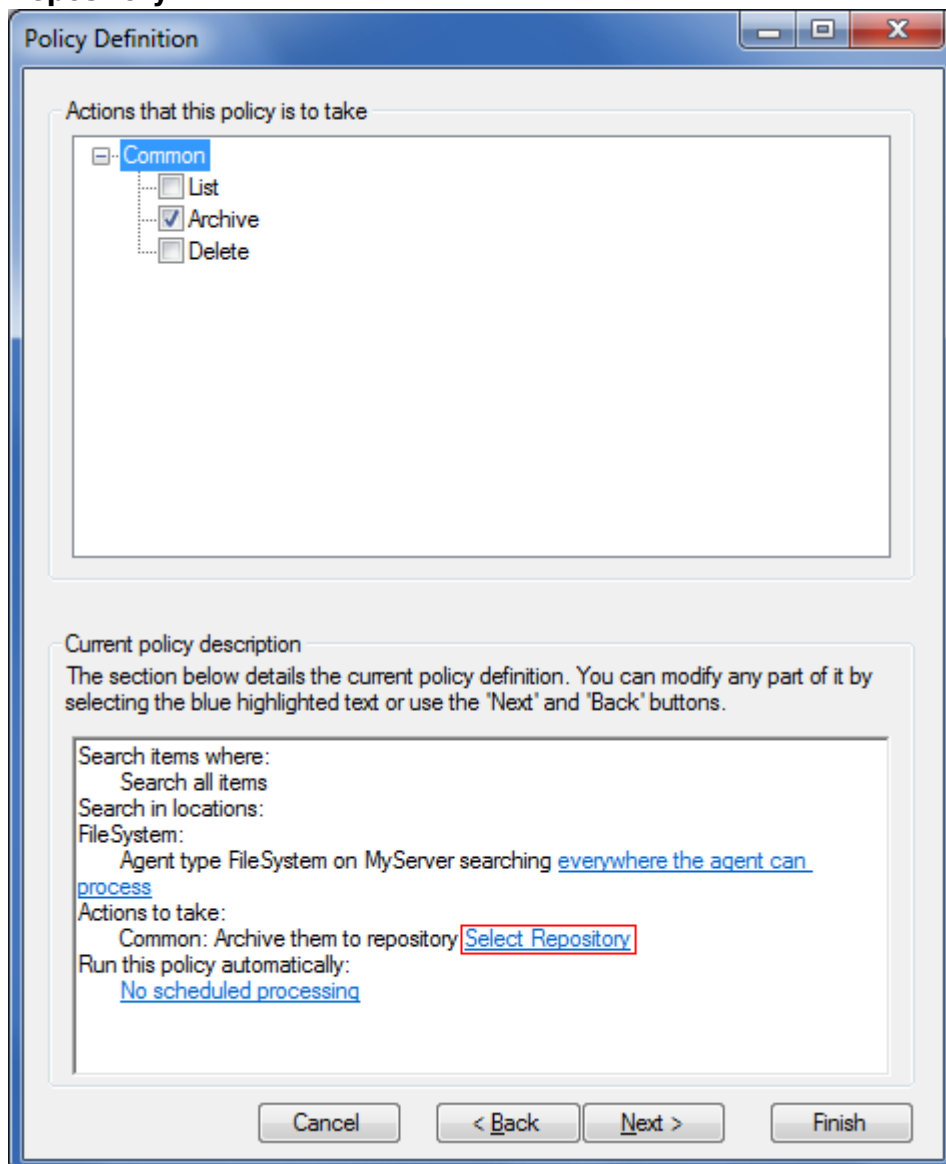 Policy Definition
Actions that this policy is to take
Common
List
Archive
Delete
Current policy description
The section below details the current policy definition. You can modify any part of it by
selecting the blue highlighted text or use the 'Next' and 'Back' buttons.
Search items where:
Search all items
Search in locations:
FileSystem:
Agent type FileSystem on MyServer searching everywhere the agent can
process
Actions to take:
Common: Archive them to repository Select Repository
Run this policy automatically:
No scheduled processing
Cancel < Back Next > Finish